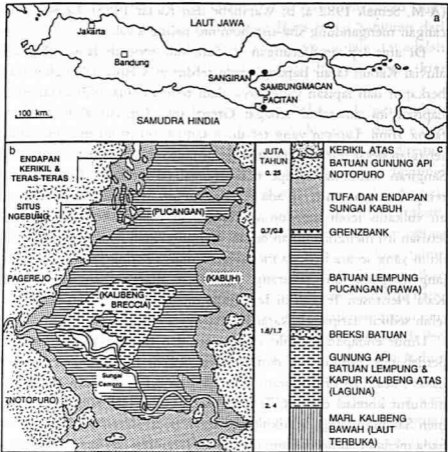 LAUT JAWA
Jakarta
Bandung
SANGIRAN
SAMBUNGMACAN
PACITAN
100 km.
SAMUDRA HINDIA
b
ENDAPAN
KERIKIL &
TERAS-TERAS
SITUS
NGEBUNG
(PUCANGAN)
PAGEREJO
(KABUH)
(KALIBENG
+ BRECCIA)
Sungai
Cemoro
(NOTOPURO)
JUTA
TAHUN
0.25
0.7/0.8
1.6/1.7
2.4
c
KERIKIL ATAS
BATUAN GUNUNG API
NOTOPURO
TUFA DAN ENDAPAN
SUNGAI KABUH
GRENZBANK
BATUAN LEMPUNG
PUCANGAN (RAWA)
BREKSI BATUAN
GUNUNG API
BATUAN LEMPUNG &
KAPUR KALIBENG ATAS
(LAGUNA)
MARL KALIBENG
BAWAH (LAUT
TERBUKA)